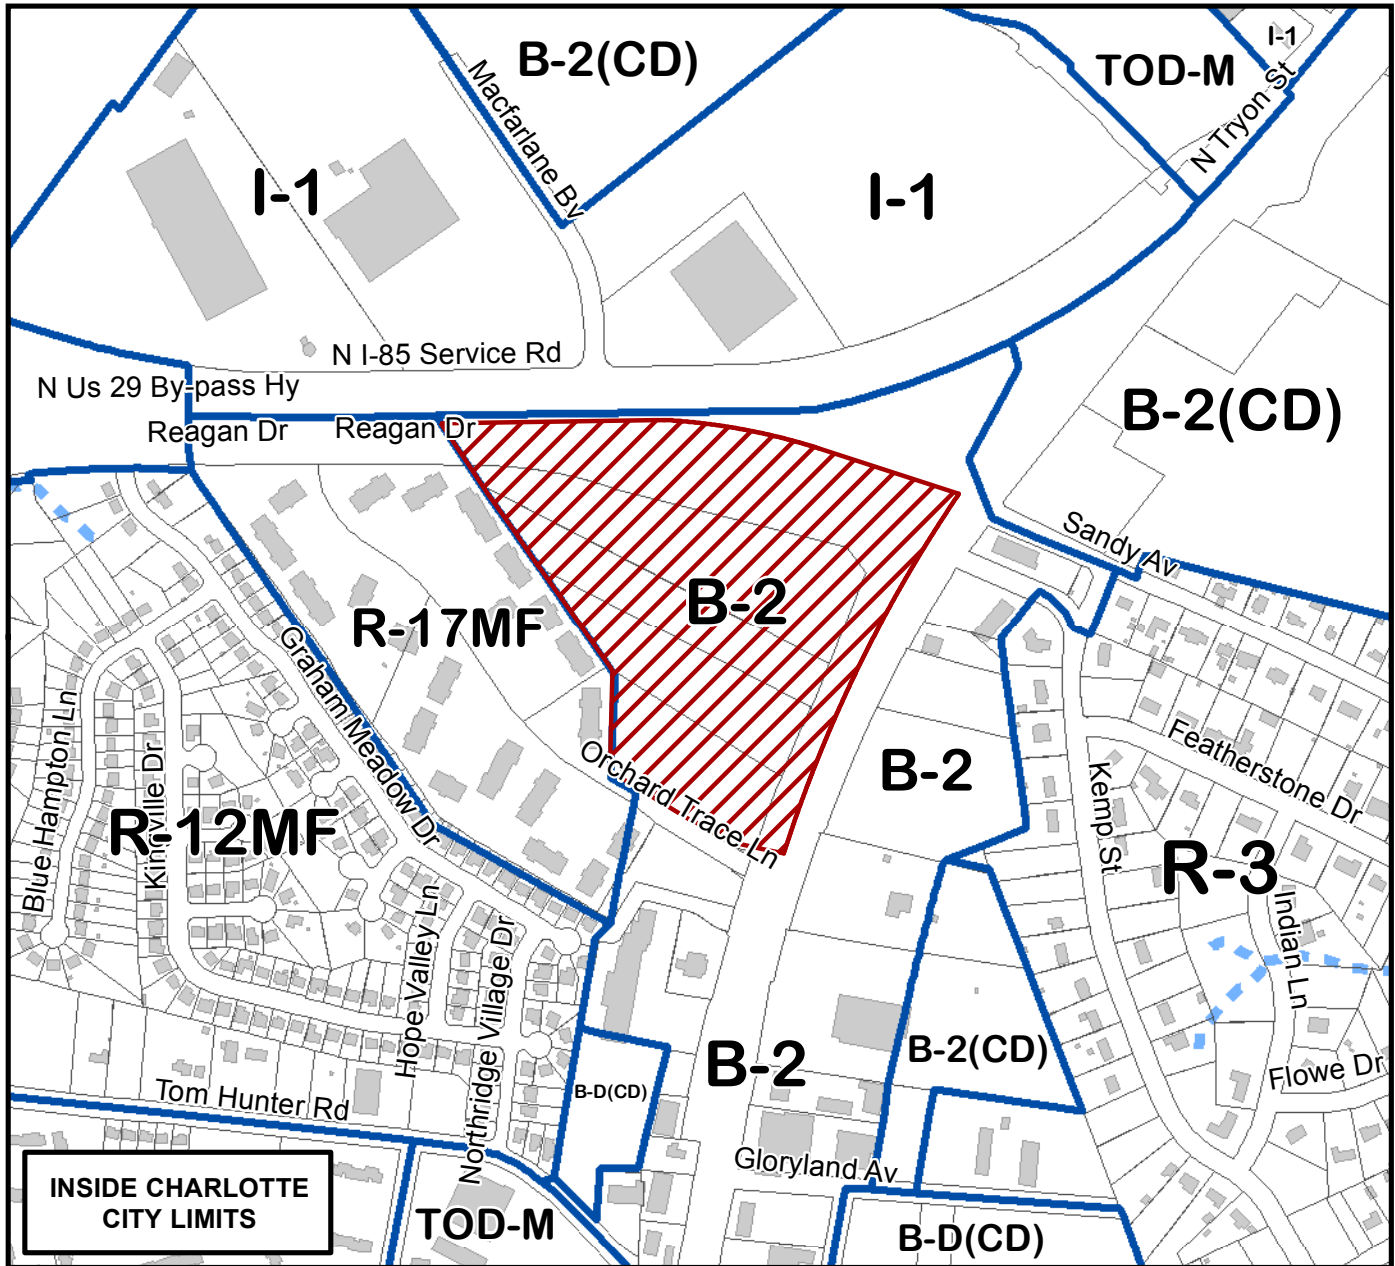 B-2(CD)
I-1
TOD-M
Macfarlane Bv
N Tryon St
I-1
I-1
N I-85 Service Rd
N Us 29 By-pass Hy
Reagan Dr
Reagan Dr
B-2(CD)
Sandy Av
B-2
R-17MF
Graham Meadow Dr
Blue Hampton Ln
Kingville Dr
R-12MF
Orchard Trace Ln
B-2
Featherstone Dr
Kemp St
R-3
Indian Ln
Hope Valley Ln
Northridge Village Dr
B-2
B-2(CD)
B-D(CD)
Flowe Dr
Tom Hunter Rd
Gloryland Av
INSIDE CHARLOTTE
CITY LIMITS
TOD-M
B-D(CD)